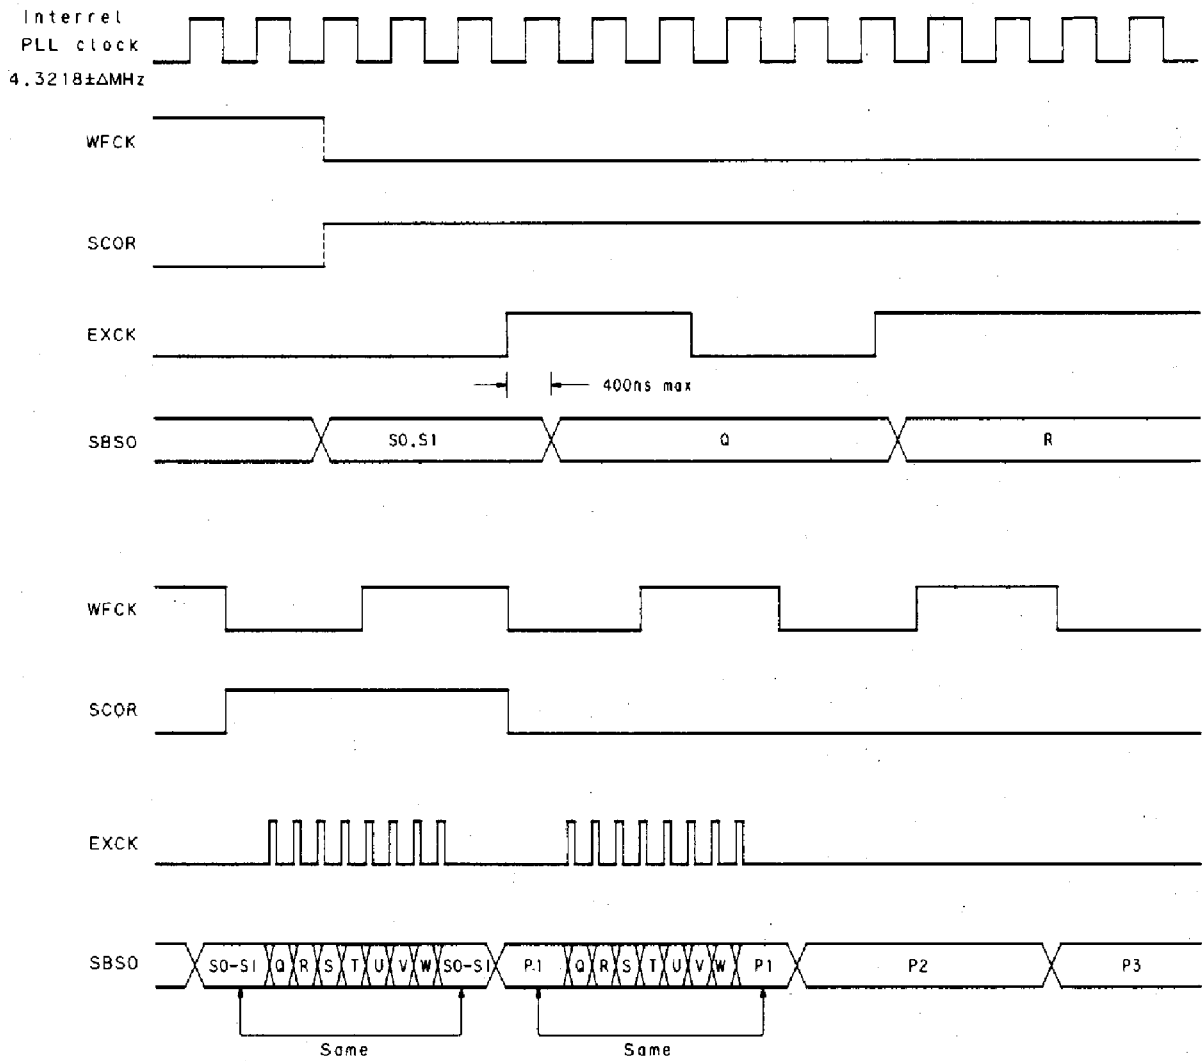 Interrel
PLL clock
4.3218±ΔMHz
WFCK
SCOR
EXCK
400ns max
SBSO
S0.S1
Q
R
WFCK
SCOR
EXCK
SBSO
S0-S1 Q R S T U V W S0-S1 P.1 Q R S T U V W P1 P2 P3
Same
Same